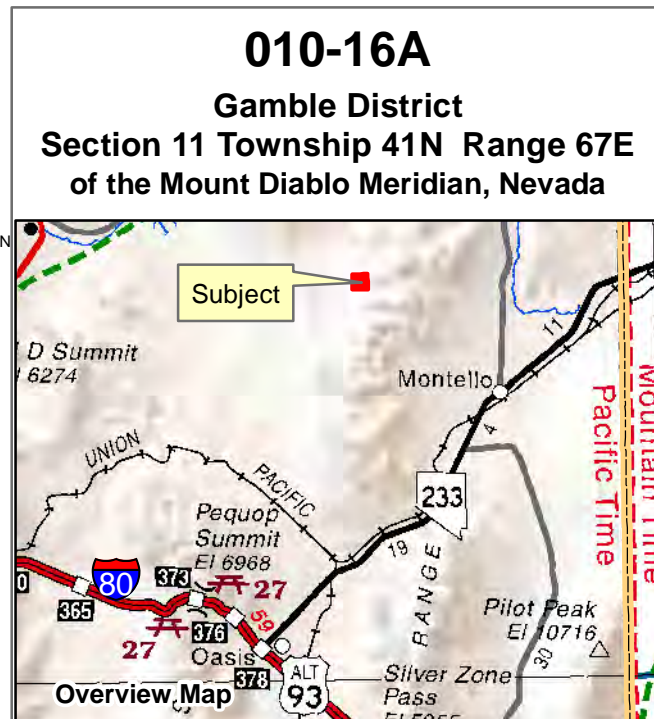 010-16A
Gamble District
Section 11 Township 41N Range 67E
of the Mount Diablo Meridian, Nevada
N
Subject
D Summit
6274
11
Montello
4
Mountain Time
Pacific Time
UNION
PACIFIC
233
Pequop
Summit
El 6968
19
RANGE
80
373
27
365
59
376
27
Pilot Peak
El 10716
30
Oasis
378
ALT
93
Silver Zone
Pass
Overview Map